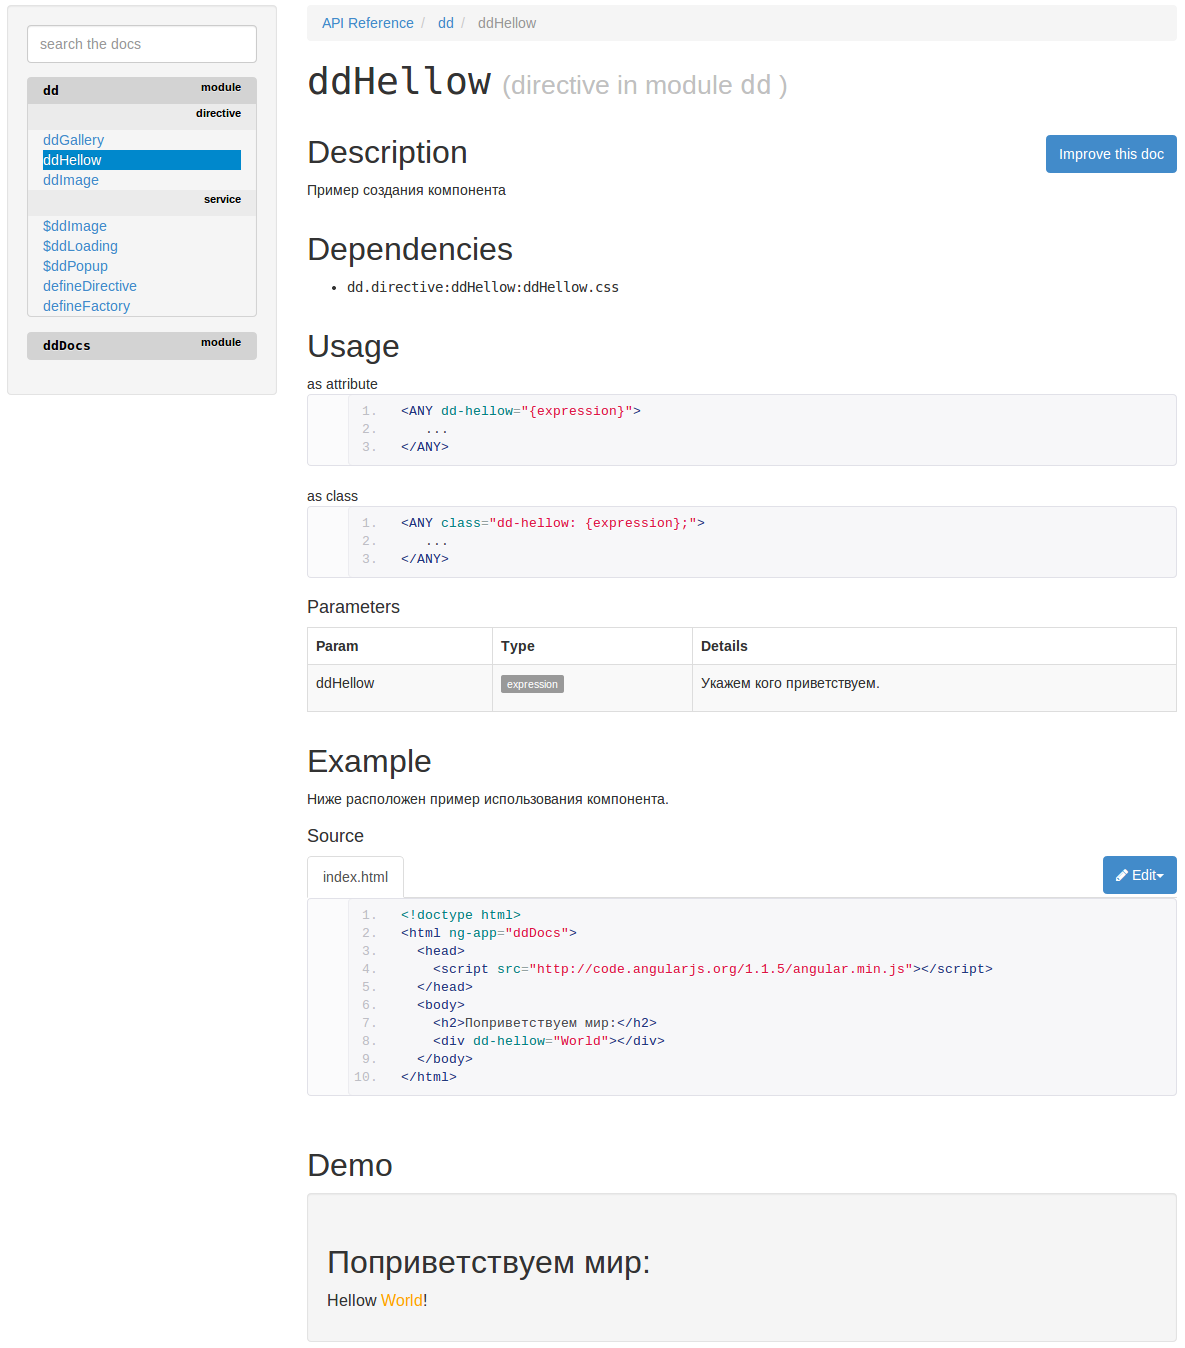 search the docs
dd module
directive
ddGallery
ddHellow
ddImage
service
$ddImage
$ddLoading
$ddPopup
defineDirective
defineFactory
ddDocs module
API Reference / dd / ddHellow
ddHellow (directive in module dd )
Description
Improve this doc
Пример создания компонента
Dependencies
• dd.directive:ddHellow:ddHellow.css
Usage
as attribute
1. <ANY dd-hellow="{expression}">
2. ...
3. </ANY>
as class
1. <ANY class="dd-hellow: {expression};">
2. ...
3. </ANY>
Parameters
Param Type Details
ddHellow expression Укажем кого приветствуем.
Example
Ниже расположен пример использования компонента.
Source
index.html
Edit
1. <!doctype html>
2. <html ng-app="ddDocs">
3. <head>
4. <script src="http://code.angularjs.org/1.1.5/angular.min.js"></script>
5. </head>
6. <body>
7. <h2>Поприветствуем мир:</h2>
8. <div dd-hellow="World"></div>
9. </body>
10. </html>
Demo
Поприветствуем мир:
Hellow World!